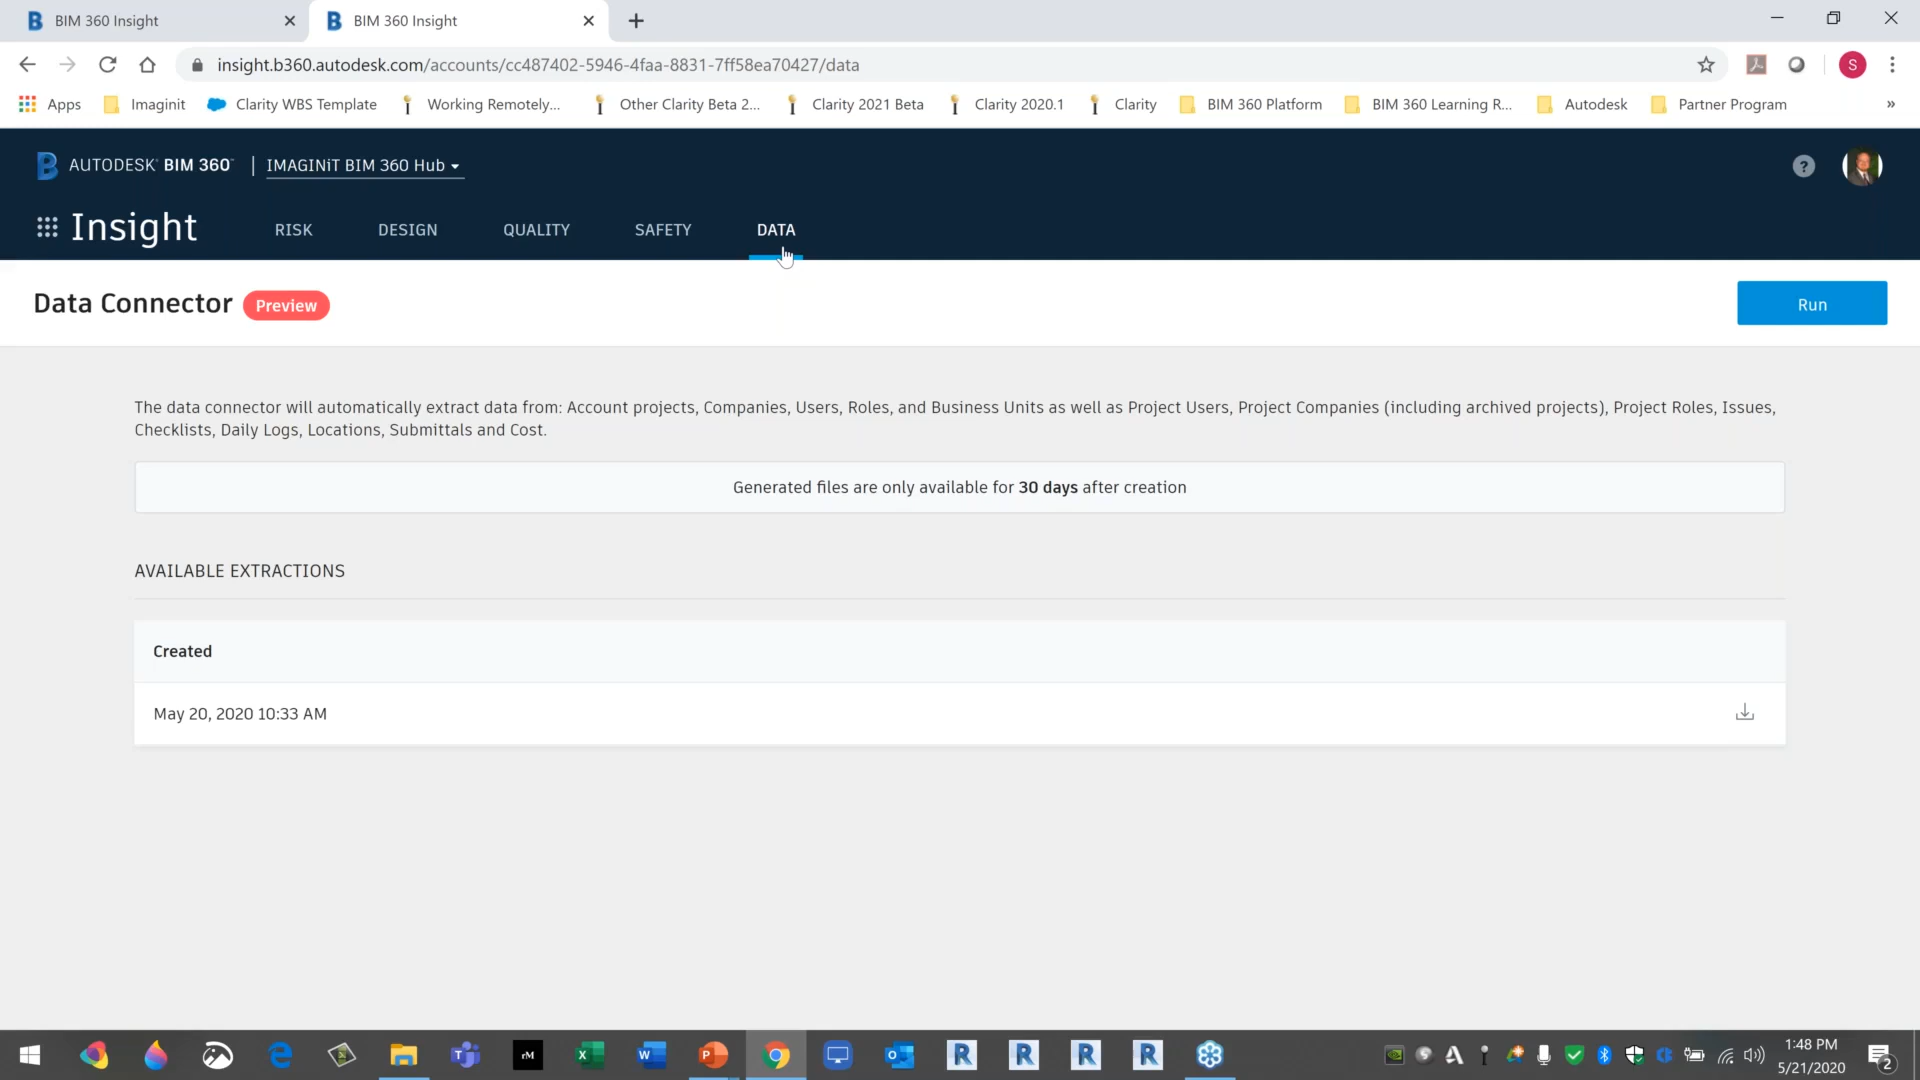 BIM 360 Insight
BIM 360 Insight
insight.b360.autodesk.com/accounts/cc487402-5946-4faa-8831-7ff58ea70427/data
S
Apps Imaginit Clarity WBS Template Working Remotely... Other Clarity Beta 2... Clarity 2021 Beta Clarity 2020.1 Clarity BIM 360 Platform BIM 360 Learning R... Autodesk Partner Program »
AUTODESK® BIM 360™ | IMAGINiT BIM 360 Hub
?
Insight RISK DESIGN QUALITY SAFETY DATA
Data Connector Preview Run
The data connector will automatically extract data from: Account projects, Companies, Users, Roles, and Business Units as well as Project Users, Project Companies (including archived projects), Project Roles, Issues,
Checklists, Daily Logs, Locations, Submittals and Cost.
Generated files are only available for 30 days after creation
AVAILABLE EXTRACTIONS
Created
May 20, 2020 10:33 AM
1:48 PM
5/21/2020
2